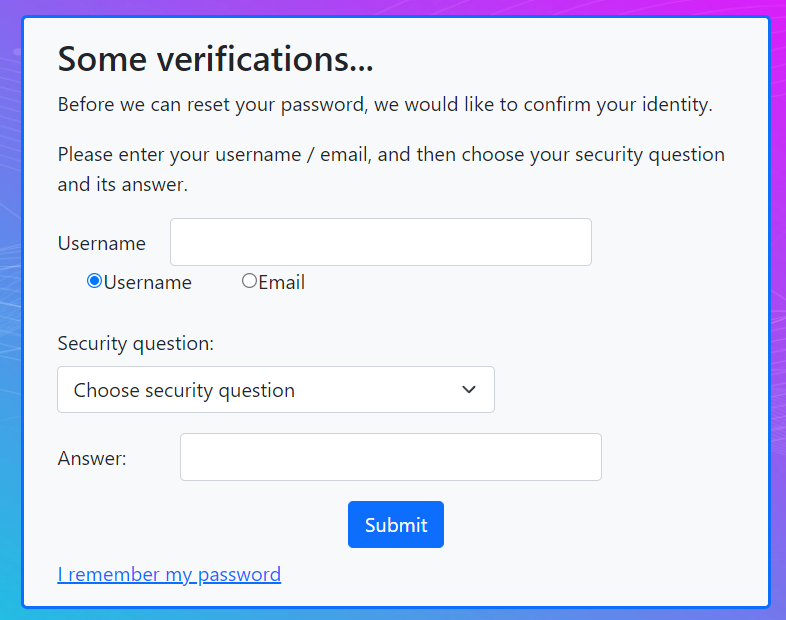 Some verifications...
Before we can reset your password, we would like to confirm your identity.
Please enter your username / email, and then choose your security question
and its answer.
Username
Username Email
Security question:
Choose security question
Answer:
Submit
I remember my password